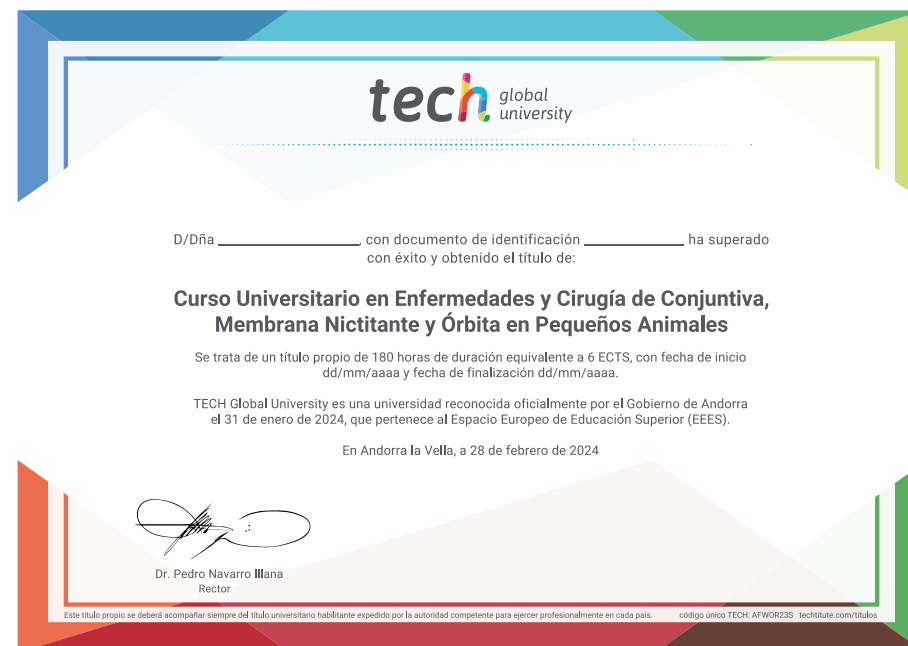 tech global university
D/Dña ____________________, con documento de identificación ______________ ha superado
con éxito y obtenido el título de:
Curso Universitario en Enfermedades y Cirugía de Conjuntiva,
Membrana Nictitante y Órbita en Pequeños Animales
Se trata de un título propio de 180 horas de duración equivalente a 6 ECTS, con fecha de inicio
dd/mm/aaaa y fecha de finalización dd/mm/aaaa.
TECH Global University es una universidad reconocida oficialmente por el Gobierno de Andorra
el 31 de enero de 2024, que pertenece al Espacio Europeo de Educación Superior (EEES).
En Andorra la Vella, a 28 de febrero de 2024
Dr. Pedro Navarro Illana
Rector
Este título propio se deberá acompañar siempre del título universitario habilitante expedido por la autoridad competente para ejercer profesionalmente en cada país. código único TECH: AFWOR23S techtitute.com/titulos